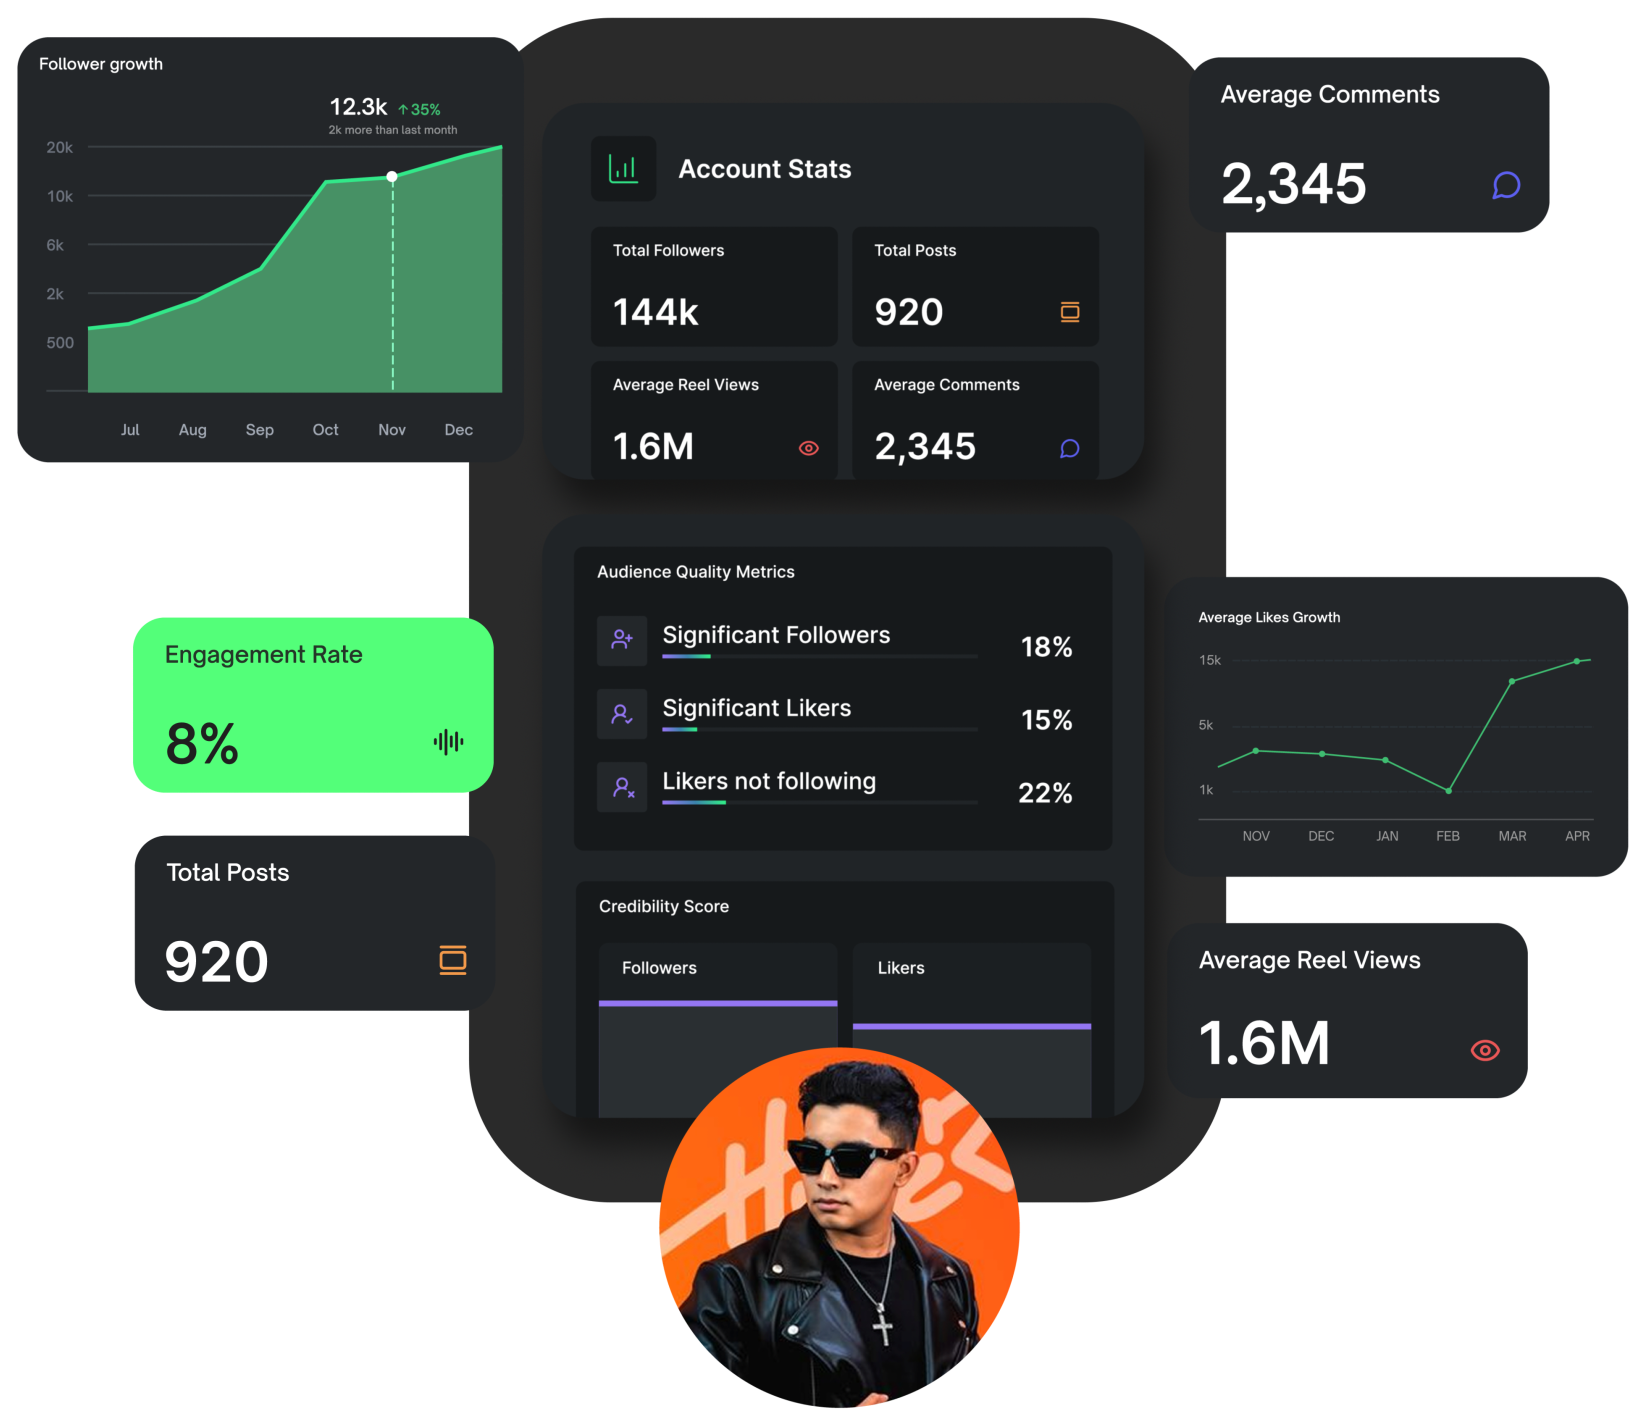 Follower growth
12.3k ↑35%
2k more than last month
20k
10k
6k
2k
500
Jul Aug Sep Oct Nov Dec
Account Stats
Total Followers
144k
Total Posts
920
Average Reel Views
1.6M
Average Comments
2,345
Average Comments
2,345
Engagement Rate
8%
Total Posts
920
Audience Quality Metrics
Significant Followers 18%
Significant Likers 15%
Likers not following 22%
Credibility Score
Followers
Likers
Average Likes Growth
15k
5k
1k
NOV DEC JAN FEB MAR APR
Average Reel Views
1.6M